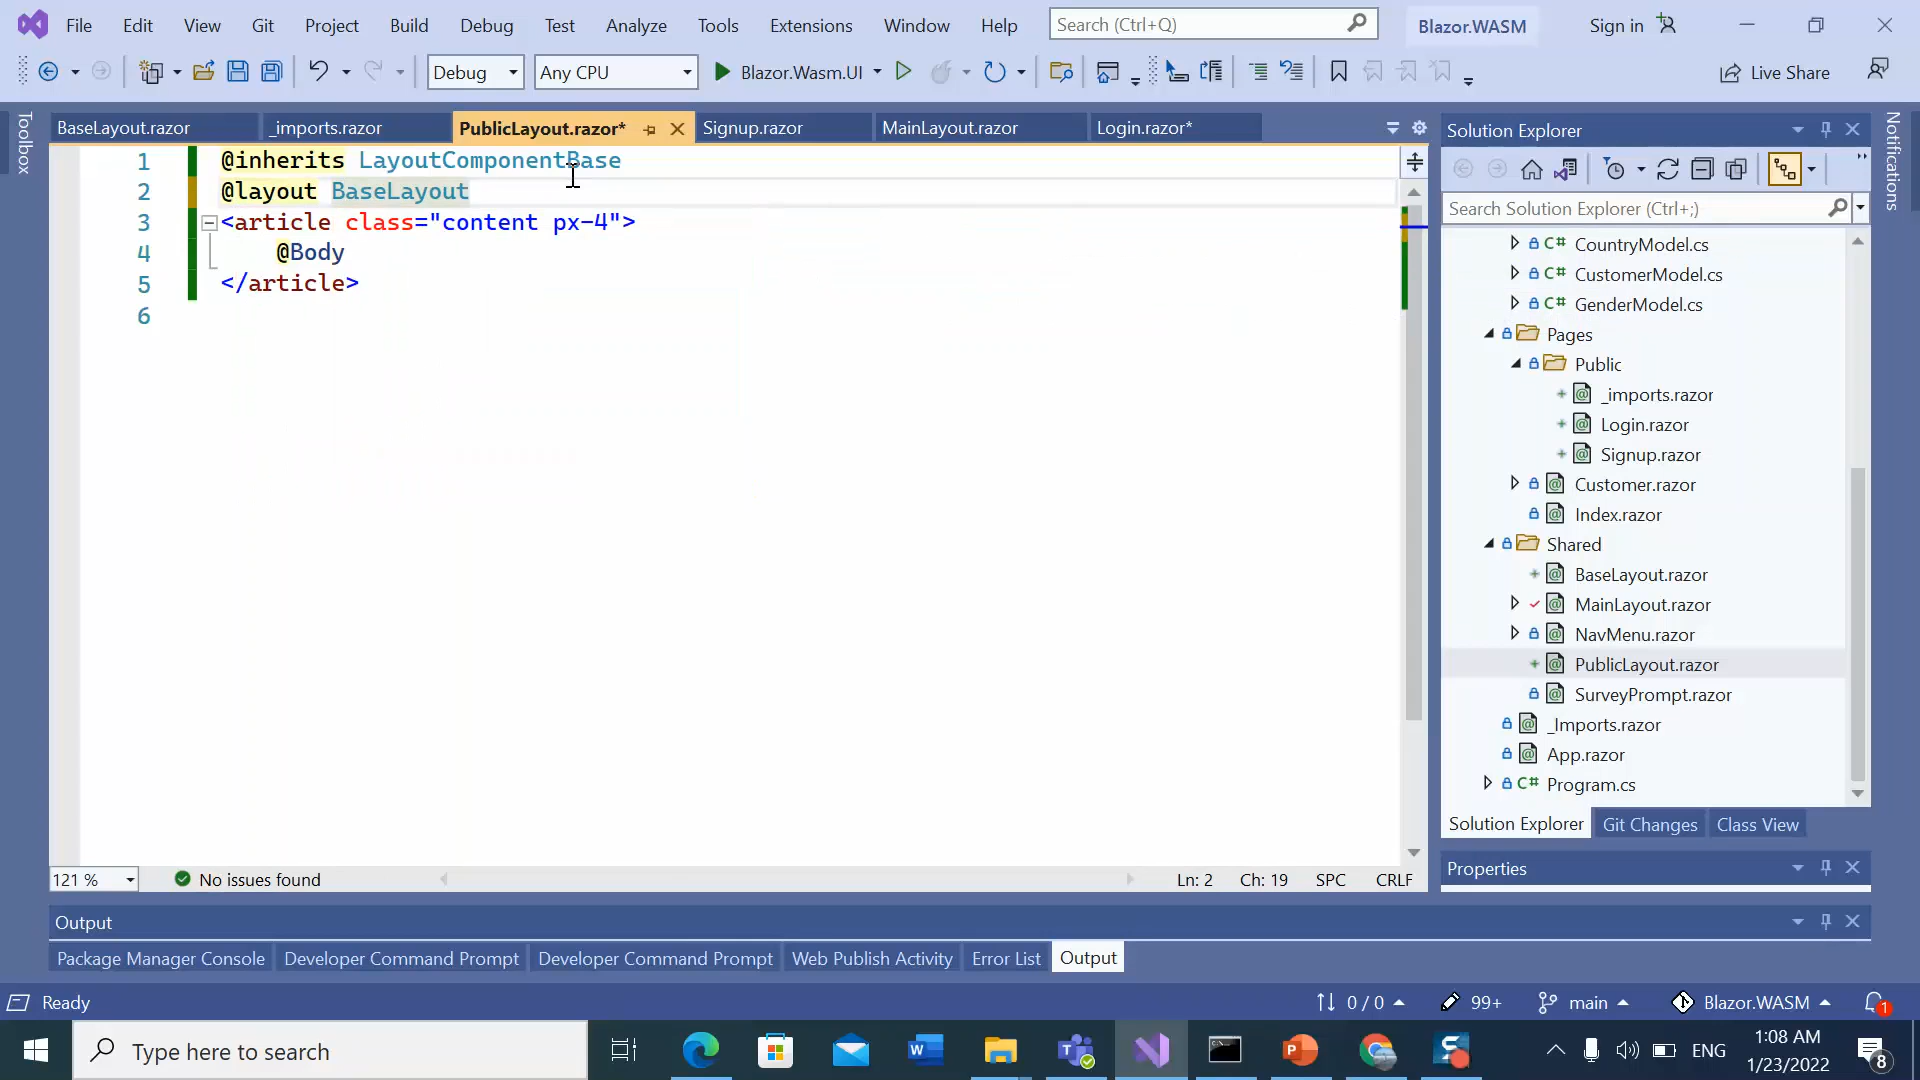 File Edit View Git Project Build Debug Test Analyze Tools Extensions Window Help Search (Ctrl+Q) Blazor.WASM Sign in
Debug Any CPU Blazor.Wasm.UI Live Share
Toolbox
BaseLayout.razor _imports.razor PublicLayout.razor* Signup.razor MainLayout.razor Login.razor*
1 @inherits LayoutComponentBase
2 @layout BaseLayout
3 <article class="content px-4">
4 @Body
5 </article>
6
121 % No issues found Ln: 2 Ch: 19 SPC CRLF
Solution Explorer
Search Solution Explorer (Ctrl+;)
C# CountryModel.cs
C# CustomerModel.cs
C# GenderModel.cs
Pages
Public
_imports.razor
Login.razor
Signup.razor
Customer.razor
Index.razor
Shared
BaseLayout.razor
MainLayout.razor
NavMenu.razor
PublicLayout.razor
SurveyPrompt.razor
_Imports.razor
App.razor
C# Program.cs
Solution Explorer Git Changes Class View
Properties
Notifications
Output
Package Manager Console Developer Command Prompt Developer Command Prompt Web Publish Activity Error List Output
Ready 0 / 0 99+ main Blazor.WASM 1
Type here to search ENG 1:08 AM
1/23/2022 8